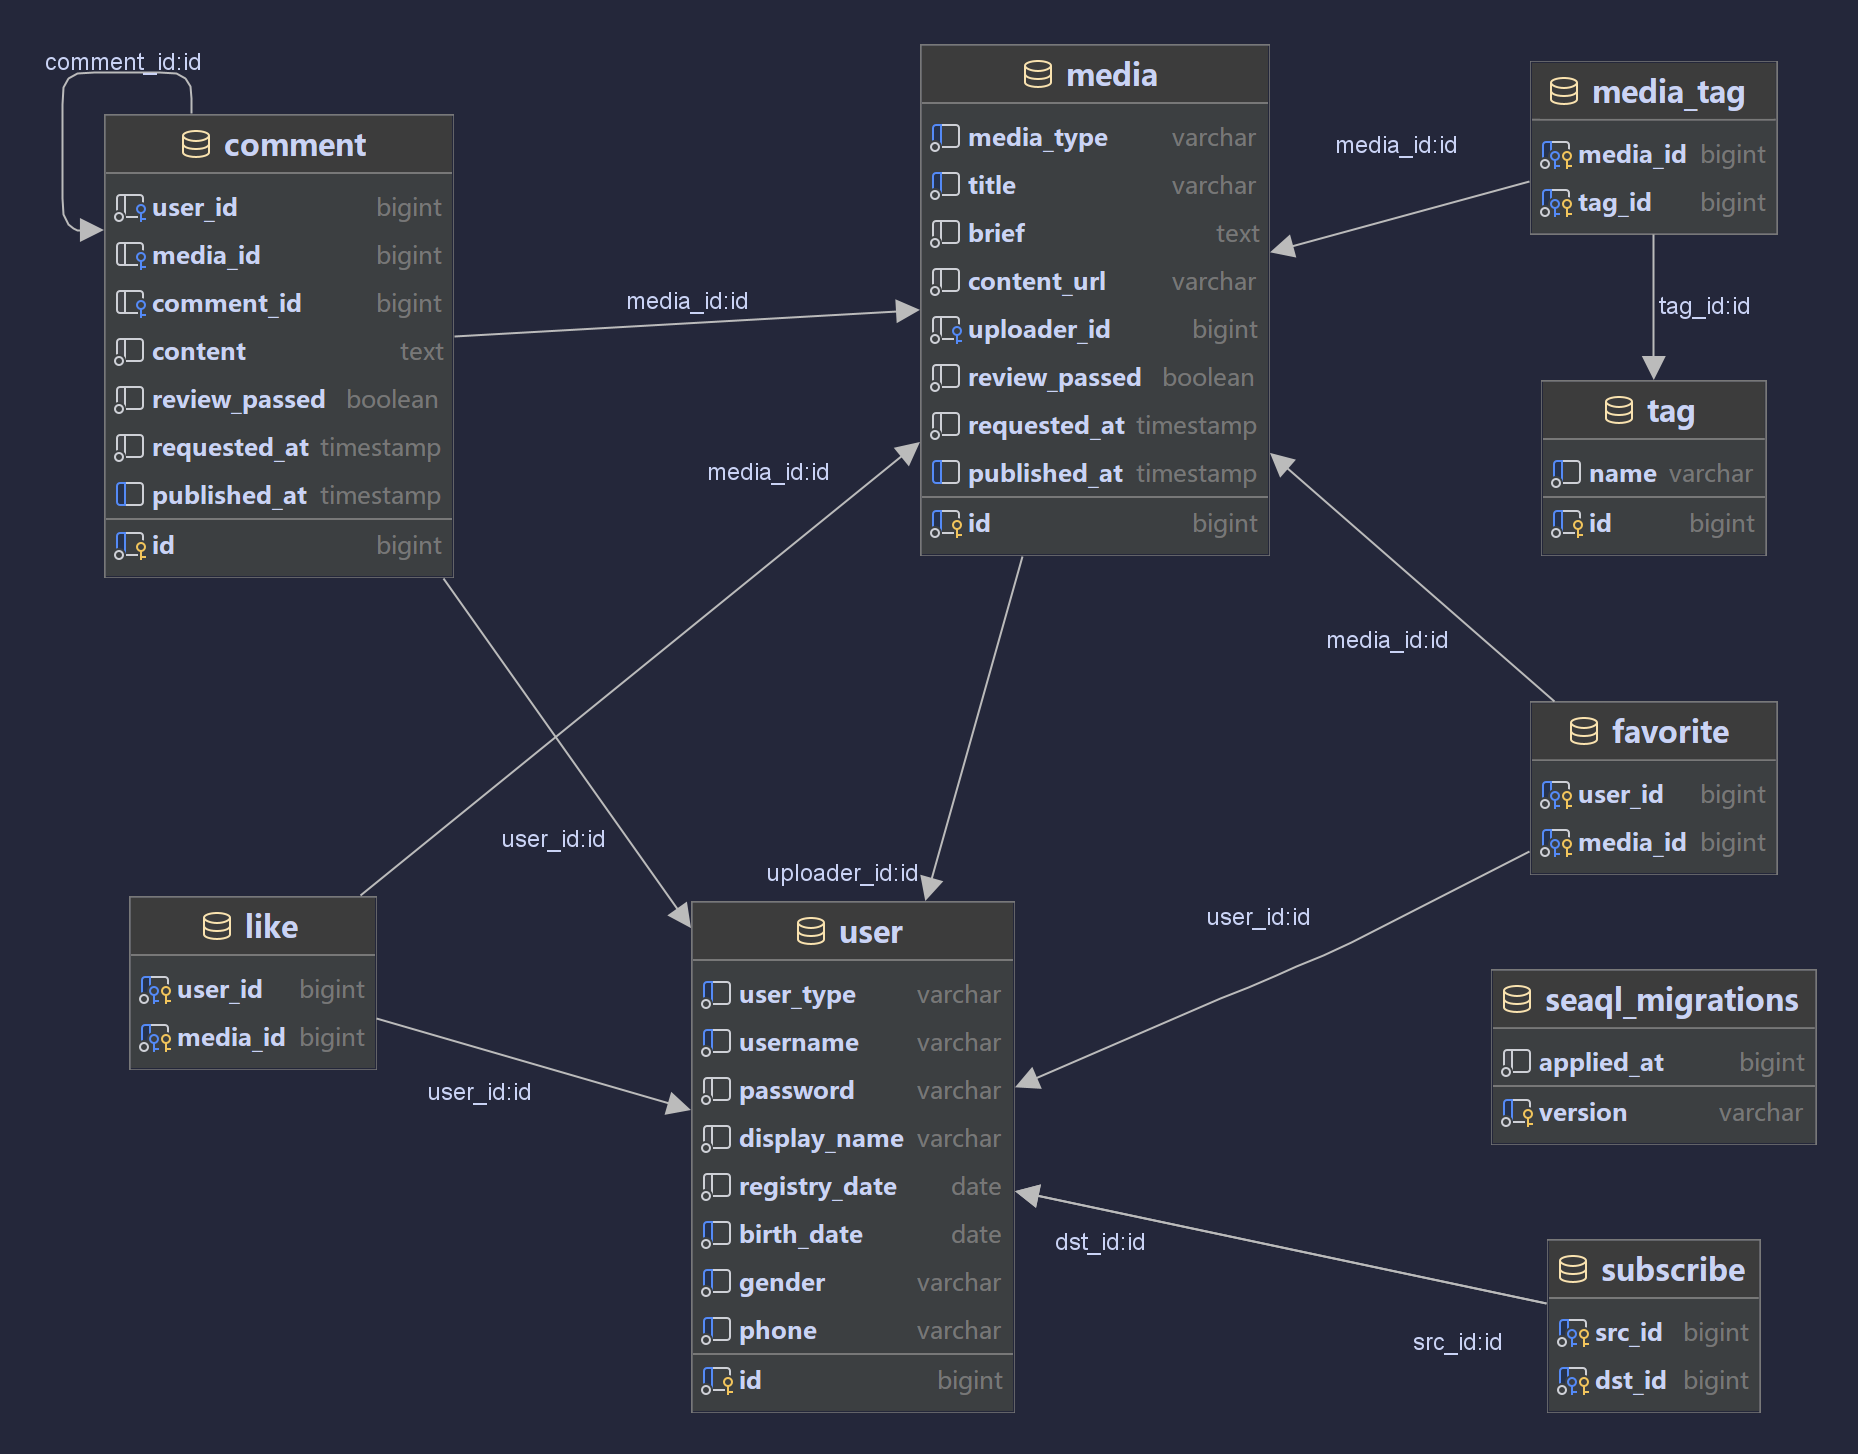 comment_id:id
comment
user_id bigint
media_id bigint
comment_id bigint
content text
review_passed boolean
requested_at timestamp
published_at timestamp
id bigint
media_id:id
media
media_type varchar
title varchar
brief text
content_url varchar
uploader_id bigint
review_passed boolean
requested_at timestamp
published_at timestamp
id bigint
media_id:id
media_tag
media_id bigint
tag_id bigint
tag_id:id
tag
name varchar
id bigint
media_id:id
media_id:id
favorite
user_id bigint
media_id bigint
user_id:id
uploader_id:id
user_id:id
like
user_id bigint
media_id bigint
user_id:id
user
user_type varchar
username varchar
password varchar
display_name varchar
registry_date date
birth_date date
gender varchar
phone varchar
id bigint
seaql_migrations
applied_at bigint
version varchar
dst_id:id
src_id:id
subscribe
src_id bigint
dst_id bigint